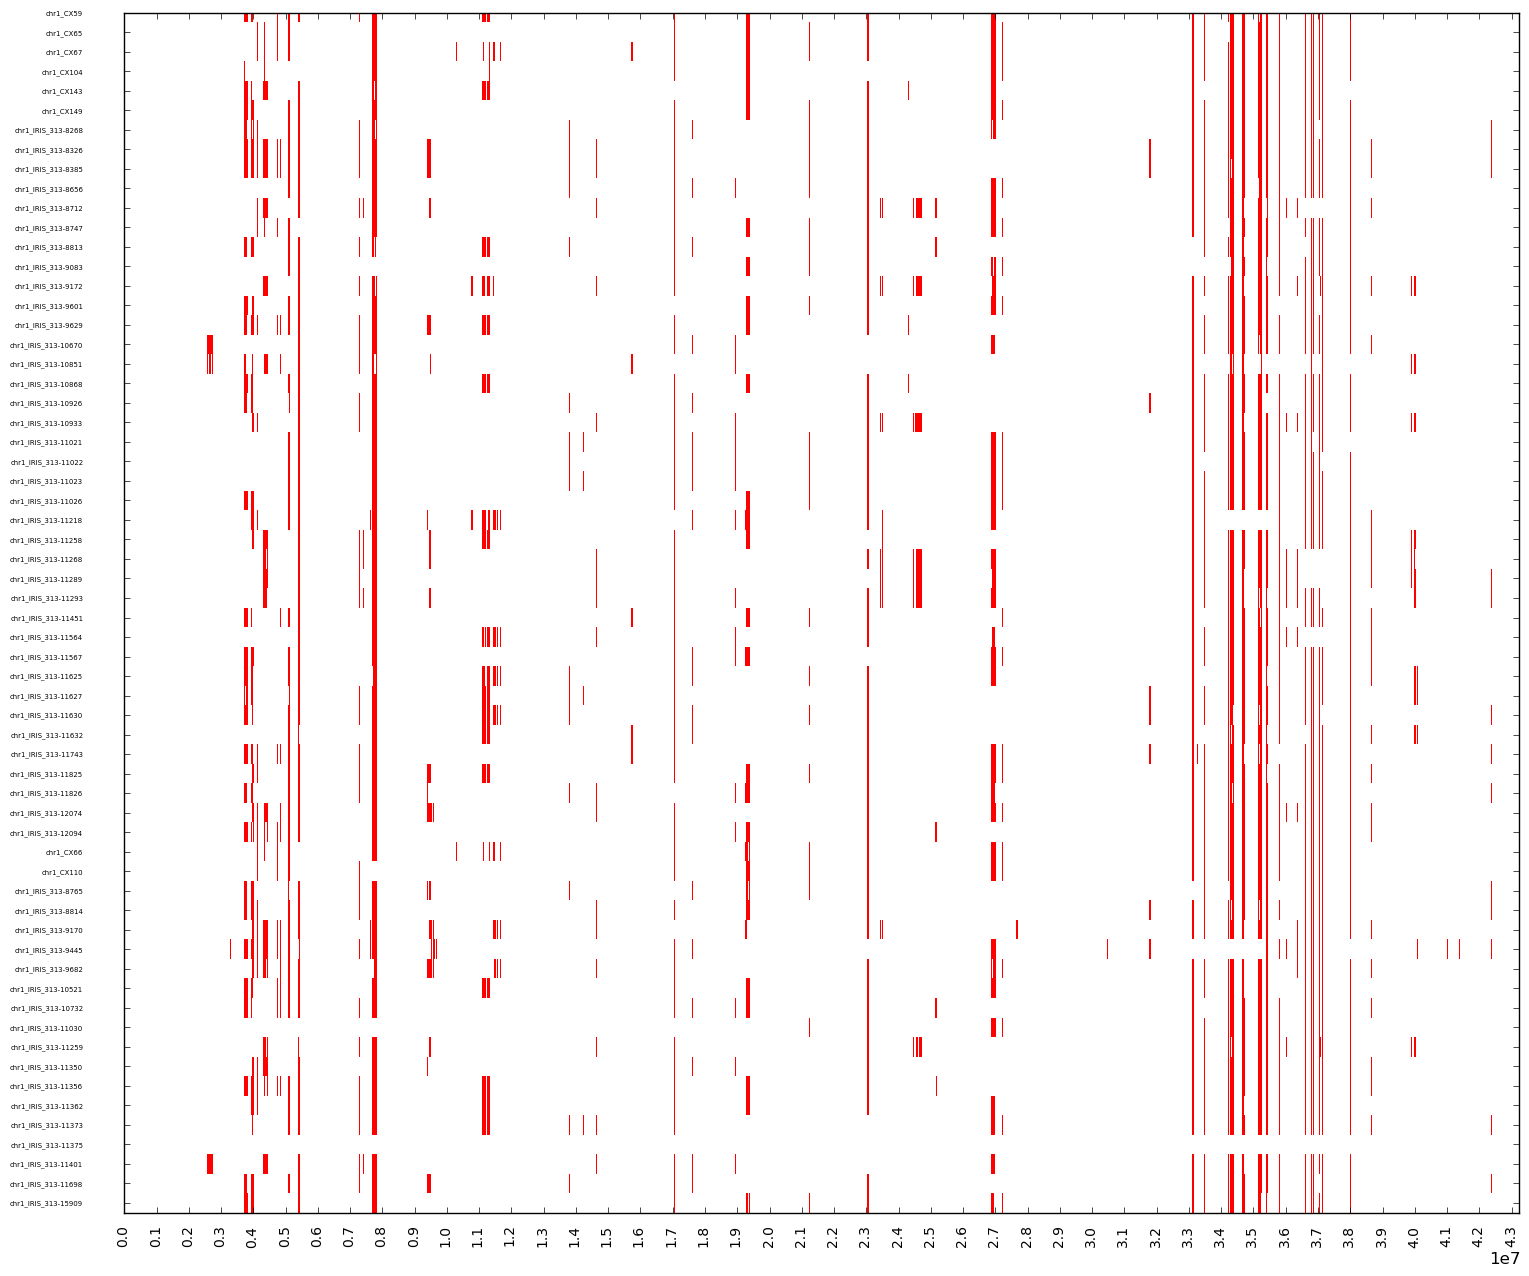 chr1_CX59
chr1_CX65
chr1_CX67
chr1_CX104
chr1_CX143
chr1_CX149
chr1_IRIS_313-8268
chr1_IRIS_313-8326
chr1_IRIS_313-8385
chr1_IRIS_313-8656
chr1_IRIS_313-8712
chr1_IRIS_313-8747
chr1_IRIS_313-8813
chr1_IRIS_313-9083
chr1_IRIS_313-9172
chr1_IRIS_313-9601
chr1_IRIS_313-9629
chr1_IRIS_313-10670
chr1_IRIS_313-10851
chr1_IRIS_313-10868
chr1_IRIS_313-10926
chr1_IRIS_313-10933
chr1_IRIS_313-11021
chr1_IRIS_313-11022
chr1_IRIS_313-11023
chr1_IRIS_313-11026
chr1_IRIS_313-11218
chr1_IRIS_313-11258
chr1_IRIS_313-11268
chr1_IRIS_313-11289
chr1_IRIS_313-11293
chr1_IRIS_313-11451
chr1_IRIS_313-11564
chr1_IRIS_313-11567
chr1_IRIS_313-11625
chr1_IRIS_313-11627
chr1_IRIS_313-11630
chr1_IRIS_313-11632
chr1_IRIS_313-11743
chr1_IRIS_313-11825
chr1_IRIS_313-11826
chr1_IRIS_313-12074
chr1_IRIS_313-12094
chr1_CX66
chr1_CX110
chr1_IRIS_313-8765
chr1_IRIS_313-8814
chr1_IRIS_313-9170
chr1_IRIS_313-9445
chr1_IRIS_313-9682
chr1_IRIS_313-10521
chr1_IRIS_313-10732
chr1_IRIS_313-11030
chr1_IRIS_313-11259
chr1_IRIS_313-11350
chr1_IRIS_313-11356
chr1_IRIS_313-11362
chr1_IRIS_313-11373
chr1_IRIS_313-11375
chr1_IRIS_313-11401
chr1_IRIS_313-11698
chr1_IRIS_313-15909
0.0 0.1 0.2 0.3 0.4 0.5 0.6 0.7 0.8 0.9 1.0 1.1 1.2 1.3 1.4 1.5 1.6 1.7 1.8 1.9 2.0 2.1 2.2 2.3 2.4 2.5 2.6 2.7 2.8 2.9 3.0 3.1 3.2 3.3 3.4 3.5 3.6 3.7 3.8 3.9 4.0 4.1 4.2 4.3
1e7